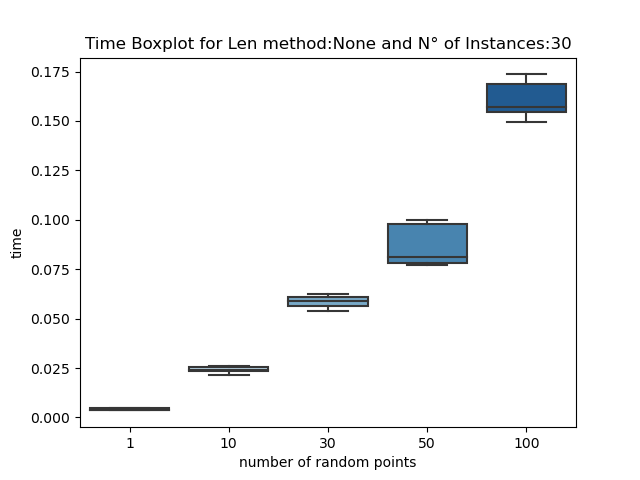 Time Boxplot for Len method:None and N° of Instances:30
0.175
0.150
0.125
0.100
0.075
0.050
0.025
0.000
time
1 10 30 50 100
number of random points